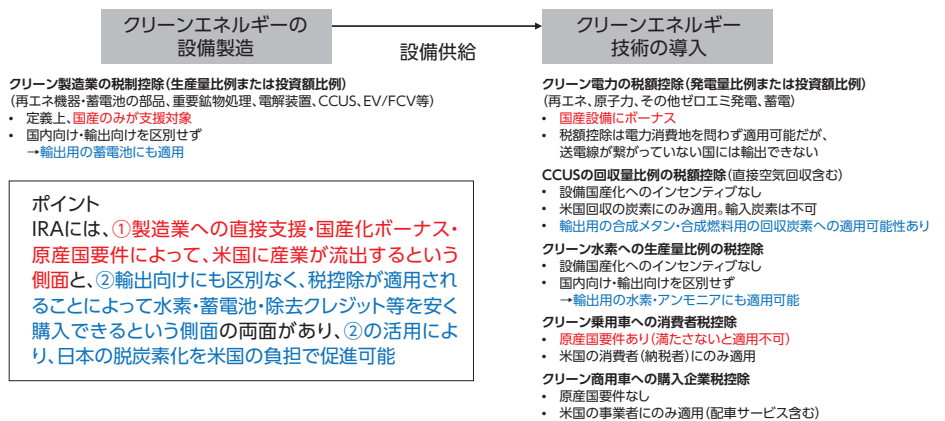 クリーンエネルギーの
設備製造
設備供給
クリーンエネルギー
技術の導入
クリーン製造業の税制控除（生産量比例または投資額比例）
（再エネ機器・蓄電池の部品、重要鉱物処理、電解装置、CCUS、EV/FCV等）
• 定義上、国産のみが支援対象
• 国内向け・輸出向けを区別せず
→輸出用の蓄電池にも適用
ポイント
IRAには、①製造業への直接支援・国産化ボーナス・
原産国要件によって、米国に産業が流出するという
側面と、②輸出向けにも区別なく、税控除が適用され
ることによって水素・蓄電池・除去クレジット等を安く
購入できるという側面の両面があり、②の活用によ
り、日本の脱炭素化を米国の負担で促進可能
クリーン電力の税額控除（発電量比例または投資額比例）
（再エネ、原子力、その他ゼロエミ発電、蓄電）
• 国産設備にボーナス
• 税額控除は電力消費地を問わず適用可能だが、
送電線が繋がっていない国には輸出できない
CCUSの回収量比例の税額控除（直接空気回収含む）
• 設備国産化へのインセンティブなし
• 米国回収の炭素にのみ適用。輸入炭素は不可
• 輸出用の合成メタン・合成燃料用の回収炭素への適用可能性あり
クリーン水素への生産量比例の税控除
• 設備国産化へのインセンティブなし
• 国内向け・輸出向けを区別せず
→輸出用の水素・アンモニアにも適用可能
クリーン乗用車への消費者税控除
• 原産国要件あり（満たさないと適用不可）
• 米国の消費者（納税者）にのみ適用
クリーン商用車への購入企業税控除
• 原産国要件なし
• 米国の事業者にのみ適用（配車サービス含む）